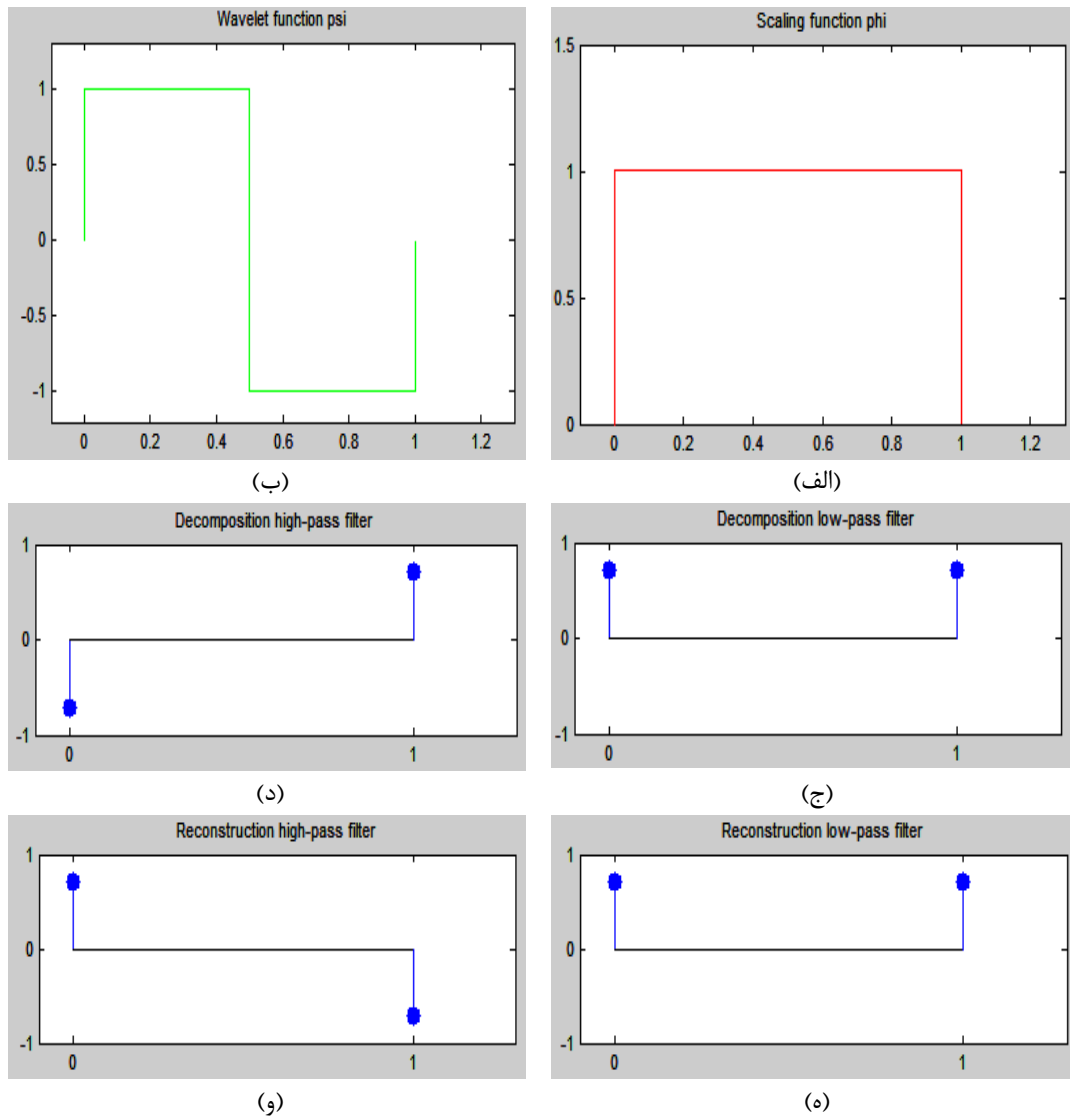 Wavelet function psi
1
0.5
0
-0.5
-1
0 0.2 0.4 0.6 0.8 1 1.2
(ب)
Scaling function phi
1.5
1
0.5
0
0 0.2 0.4 0.6 0.8 1 1.2
(الف)
Decomposition high-pass filter
1
0
-1
0 1
(د)
Decomposition low-pass filter
1
0
-1
0 1
(ج)
Reconstruction high-pass filter
1
0
-1
0 1
(و)
Reconstruction low-pass filter
1
0
-1
0 1
(ه)